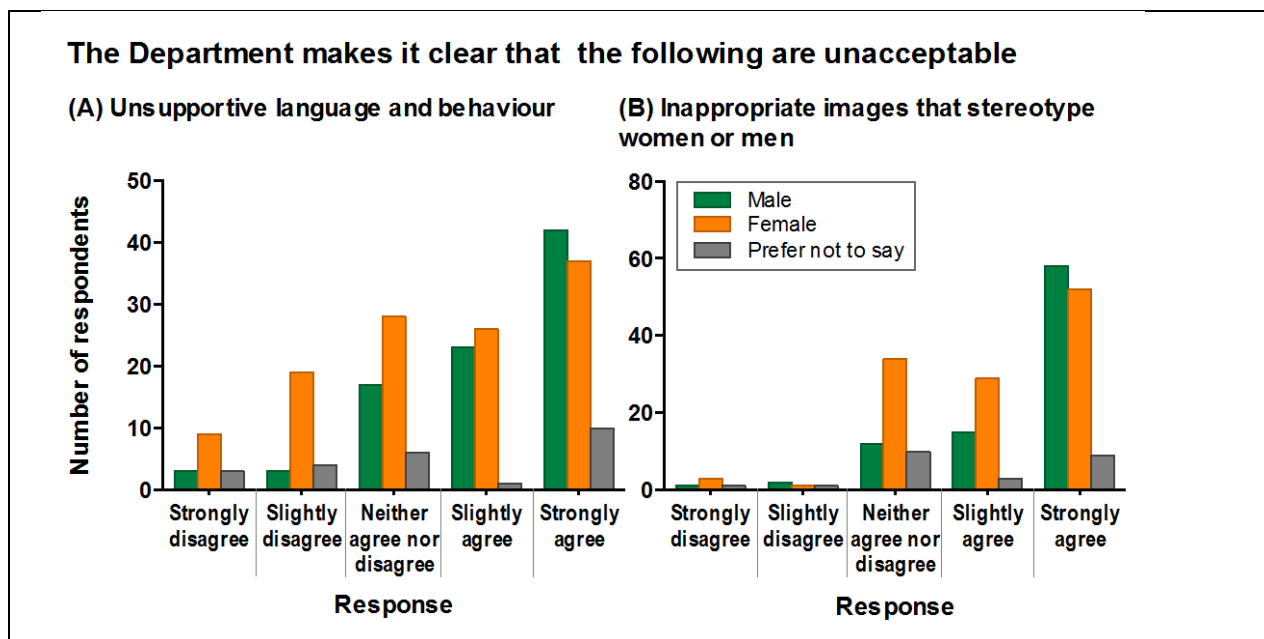 The Department makes it clear that  the following are unacceptable
(A) Unsupportive language and behaviour
(B) Inappropriate images that stereotype
women or men
Number of respondents
50
40
30
20
10
0
Strongly
disagree
Slightly
disagree
Neither
agree nor
disagree
Slightly
agree
Strongly
agree
Response
80
60
40
20
0
Male
Female
Prefer not to say
Strongly
disagree
Slightly
disagree
Neither
agree nor
disagree
Slightly
agree
Strongly
agree
Response